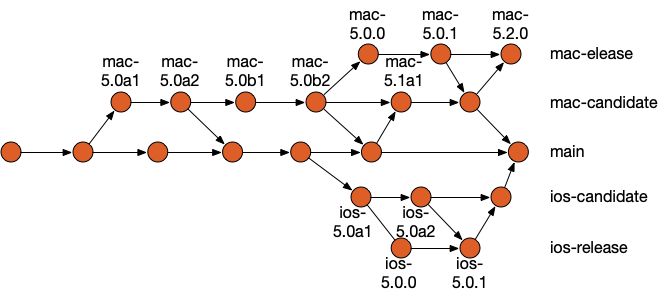 mac-
5.0.0
mac-
5.0.1
mac-
5.2.0
mac-elease
mac-
5.0a1
mac-
5.0a2
mac-
5.0b1
mac-
5.0b2
mac-
5.1a1
mac-candidate
main
ios-candidate
ios-
5.0a1
ios-
5.0a2
ios-release
ios-
5.0.0
ios-
5.0.1